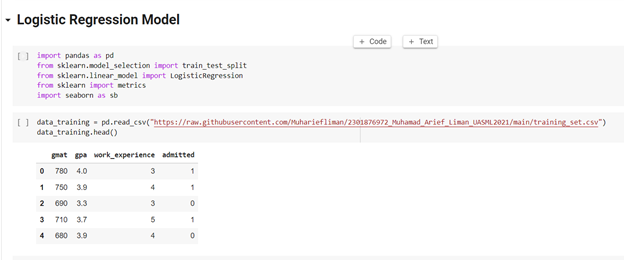 Logistic Regression Model
+ Code + Text
[ ] import pandas as pd
from sklearn.model_selection import train_test_split
from sklearn.linear_model import LogisticRegression
from sklearn import metrics
import seaborn as sb
[ ] data_training = pd.read_csv("https://raw.githubusercontent.com/Muhariefliman/2301876972_Muhamad_Arief_Liman_UASML2021/main/training_set.csv")
data_training.head()
gmat gpa work_experience admitted
0 780 4.0 3 1
1 750 3.9 4 1
2 690 3.3 3 0
3 710 3.7 5 1
4 680 3.9 4 0